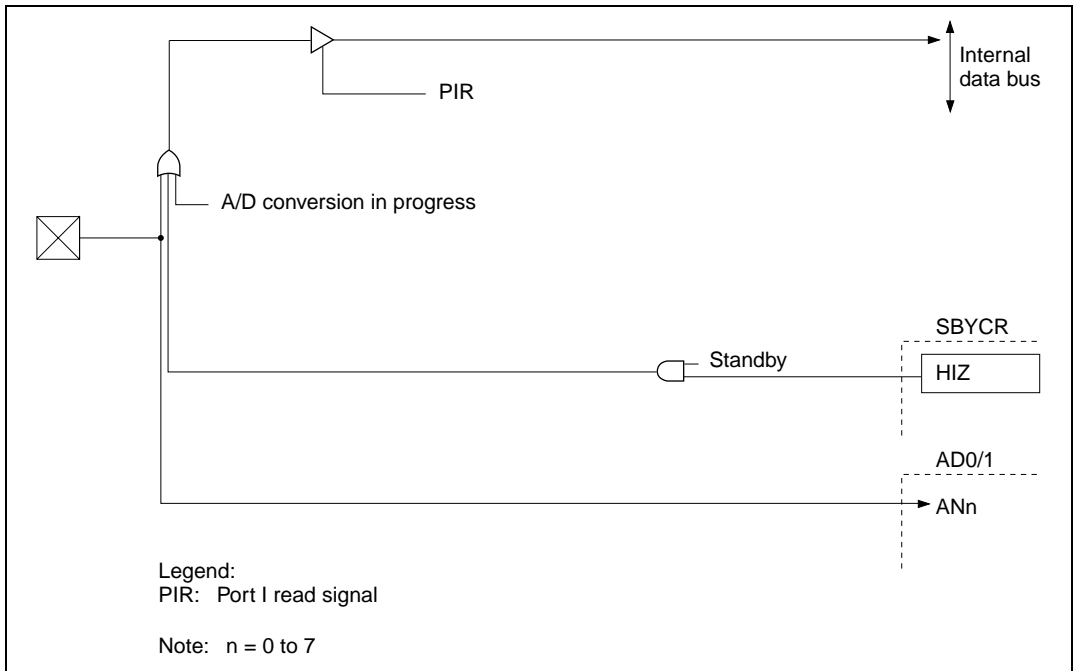 Internal
data bus
PIR
A/D conversion in progress
SBYCR
Standby
HIZ
AD0/1
ANn
Legend:
PIR: Port I read signal
Note: n = 0 to 7